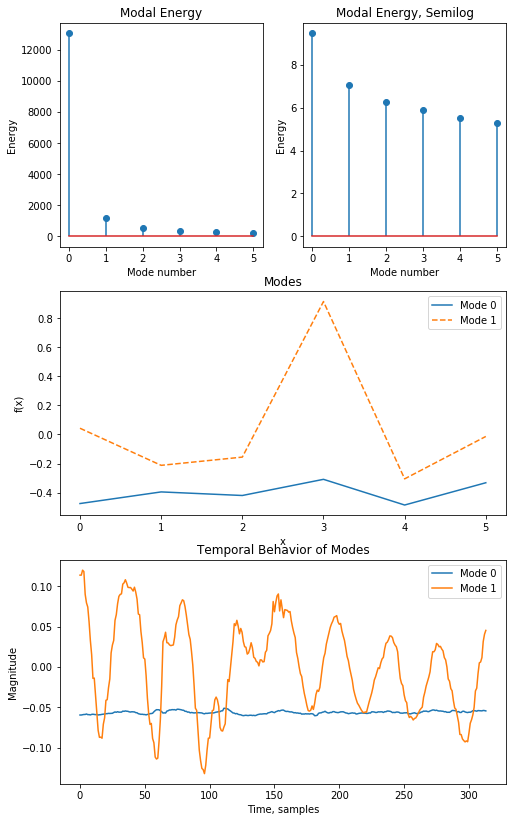 Modal Energy
Modal Energy, Semilog
12000
10000
8000
6000
4000
2000
0
Energy
0 1 2 3 4 5
Mode number
8
6
4
2
0
Energy
0 1 2 3 4 5
Mode number
Modes
0.8
0.6
0.4
0.2
0.0
−0.2
−0.4
f(x)
Mode 0
Mode 1
0 1 2 3 4 5
x
Temporal Behavior of Modes
0.10
0.05
0.00
−0.05
−0.10
Magnitude
Mode 0
Mode 1
0 50 100 150 200 250 300
Time, samples